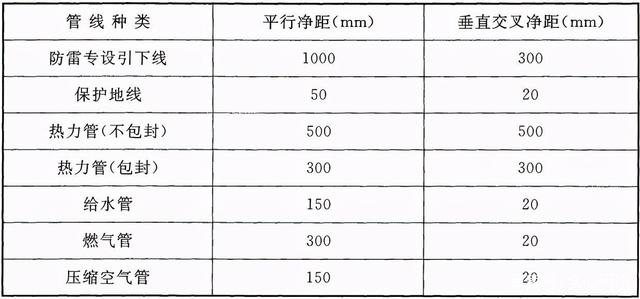 管线种类 平行净距(mm) 垂直交叉净距(mm)
防雷专设引下线 1000 300
保护地线 50 20
热力管(不包封) 500 500
热力管(包封) 300 300
给水管 150 20
燃气管 300 20
压缩空气管 150 20